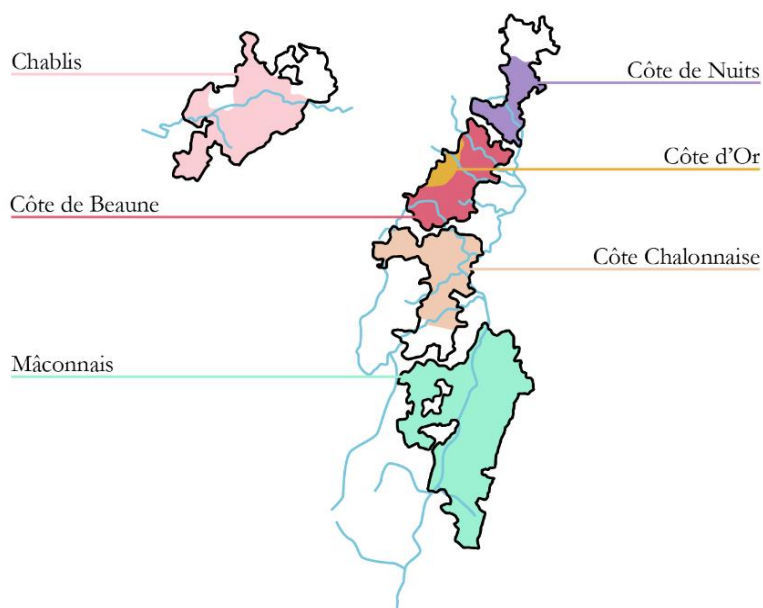 Chablis
Côte de Nuits
Côte d’Or
Côte de Beaune
Côte Chalonnaise
Mâconnais